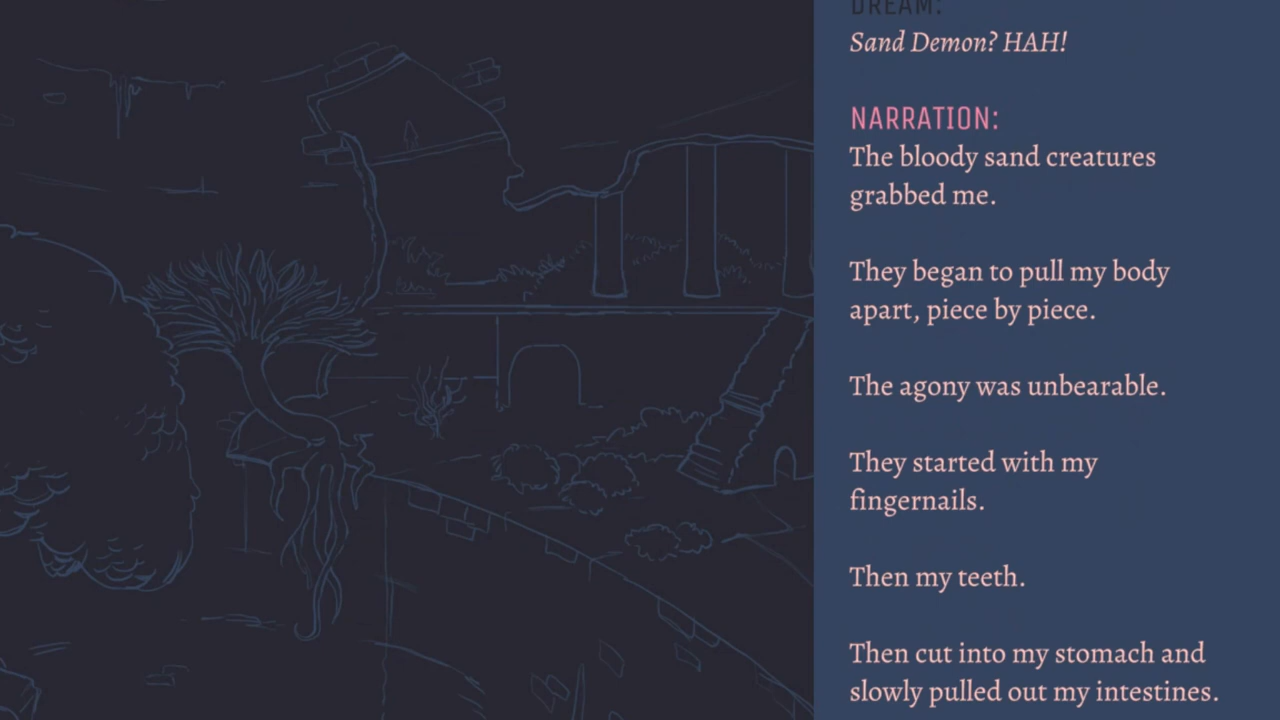 DREAM:
Sand Demon? HAH!
NARRATION:
The bloody sand creatures
grabbed me.
They began to pull my body
apart, piece by piece.
The agony was unbearable.
They started with my
fingernails.
Then my teeth.
Then cut into my stomach and
slowly pulled out my intestines.